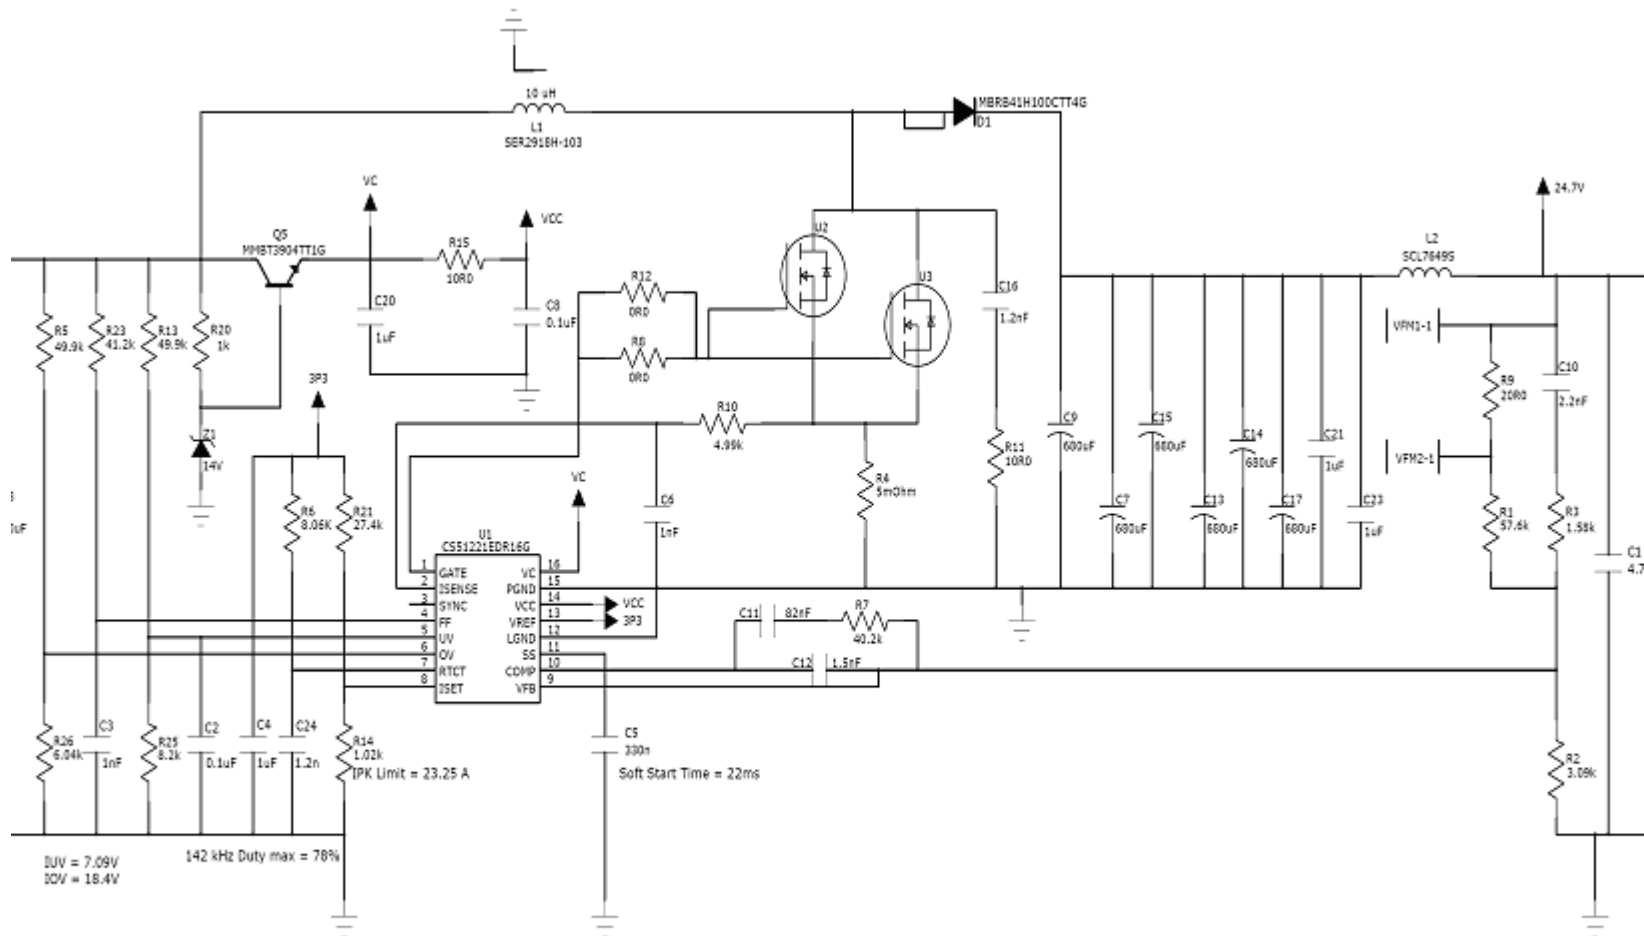 10 uH
L1
SER2918H-103
MBRB41H100CTT4G
D1
VC
VCC
Q5
MMBT3904TT1G
R15
10R0
C20
1uF
C8
0.1uF
R12
0R0
R8
0R0
U2
U3
C16
1.2nF
24.7V
L2
SCL7649S
R5
49.9k
R23
41.2k
R13
49.9k
R20
1k
3P3
Z1
14V
VFM1-1
R9
20R0
C10
2.2nF
VFM2-1
R10
4.99k
R11
10R0
C9
680uF
C15
680uF
C14
680uF
C21
1uF
R4
5mOhm
VC
C6
1nF
C7
680uF
C13
680uF
C17
680uF
C23
1uF
R1
57.6k
R3
1.58k
C1
4.7
R6
8.06K
R21
27.4k
U1
CS51221EDR16G
1 GATE VC 16
2 ISENSE PGND 15
3 SYNC VCC 14 VCC
4 FF VREF 13 3P3
5 UV LGND 12
6 OV SS 11
7 RTCT COMP 10
8 ISET VFB 9
C11 82nF
R7
40.2k
C12 1.5nF
R26
6.04k
C3
1nF
R25
8.2k
C2
0.1uF
C4
1uF
C24
1.2n
R14
1.02k
IPK Limit = 23.25 A
C5
330n
Soft Start Time = 22ms
R2
3.09k
IUV = 7.09V
IOV = 18.4V
142 kHz Duty max = 78%